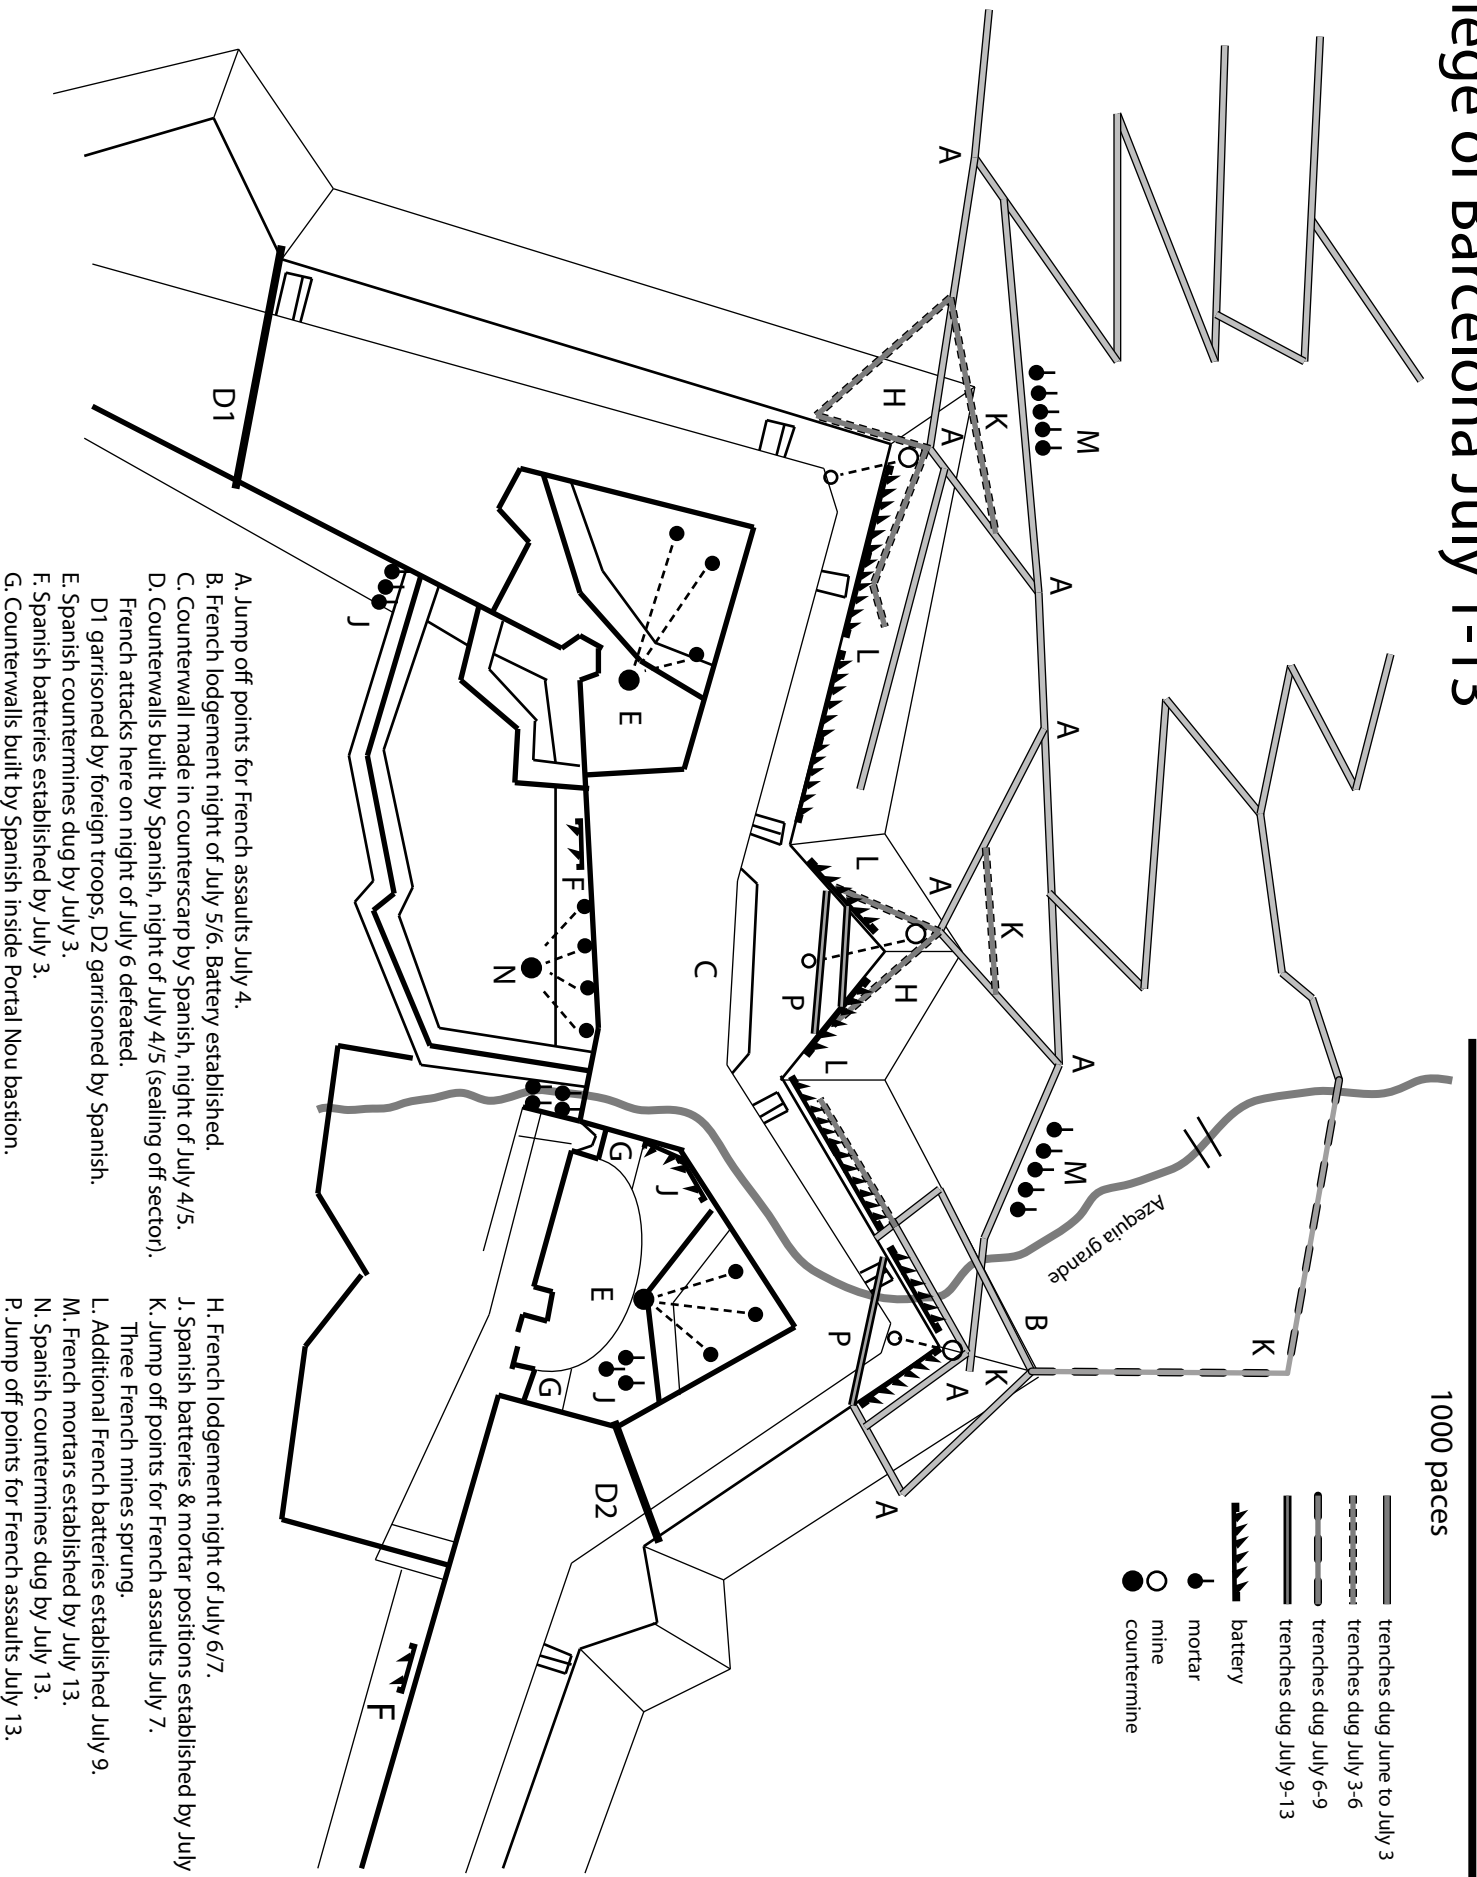 iege of Barcelona July 1-13
1000 paces
trenches dug June to July 3
trenches dug July 3-6
trenches dug July 6-9
trenches dug July 9-13
battery
mortar
mine
countermine
K
M
A
M
A
A
Azequia grande
B
K
K
K
A
A
A
A
H
H
A
L
L
P
L
P
C
J
E
G
D2
J
E
F
G
N
F
J
D1
A. Jump off points for French assaults July 4.
B. French lodgement night of July 5/6. Battery established.
C. Counterwall made in counterscarp by Spanish, night of July 4/5.
D. Counterwalls built by Spanish, night of July 4/5 (sealing off sector).
French attacks here on night of July 6 defeated.
D1 garrisoned by foreign troops, D2 garrisoned by Spanish.
E. Spanish countermines dug by July 3.
F. Spanish batteries established by July 3.
G. Counterwalls built by Spanish inside Portal Nou bastion.
H. French lodgement night of July 6/7.
J. Spanish batteries & mortar positions established by July
K. Jump off points for French assaults July 7.
Three French mines sprung.
L. Additional French batteries established July 9.
M. French mortars established by July 13.
N. Spanish countermines dug by July 13.
P. Jump off points for French assaults July 13.